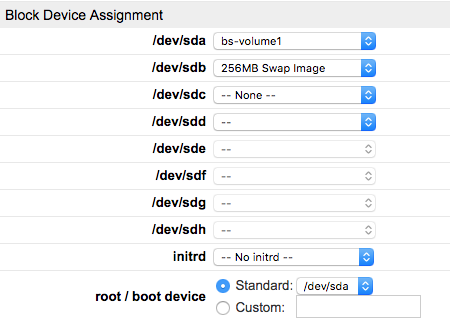 Block Device Assignment
/dev/sda bs-volume1
/dev/sdb 256MB Swap Image
/dev/sdc -- None --
/dev/sdd --
/dev/sde --
/dev/sdf --
/dev/sdg --
/dev/sdh --
initrd -- No initrd --
root / boot device Standard: /dev/sda
Custom: